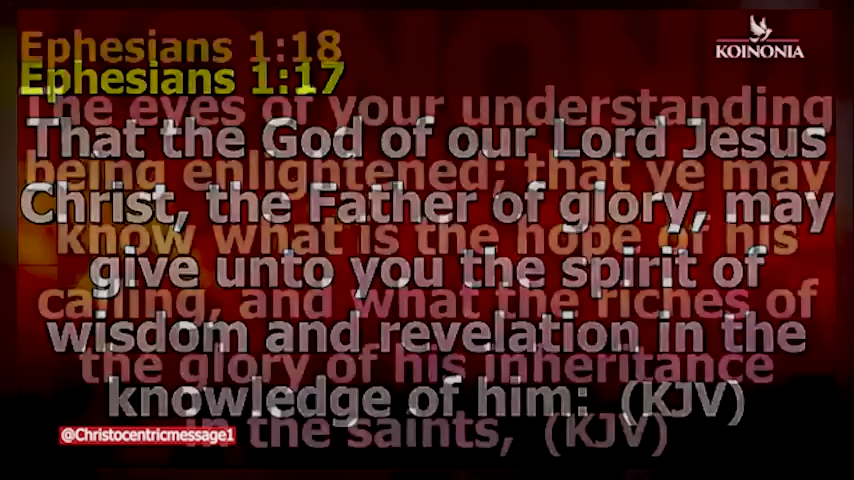 Ephesians 1:18
KOINONIA
Ephesians 1:17
The eyes of your understanding
That the God of our Lord Jesus
being enlightened; that ye may
Christ, the Father of glory, may
know what is the hope of his
give unto you the spirit of
calling, and what the riches of
wisdom and revelation in the
the glory of his inheritance
knowledge of him: (KJV)
in the saints, (KJV)
@Christocentricmessage1